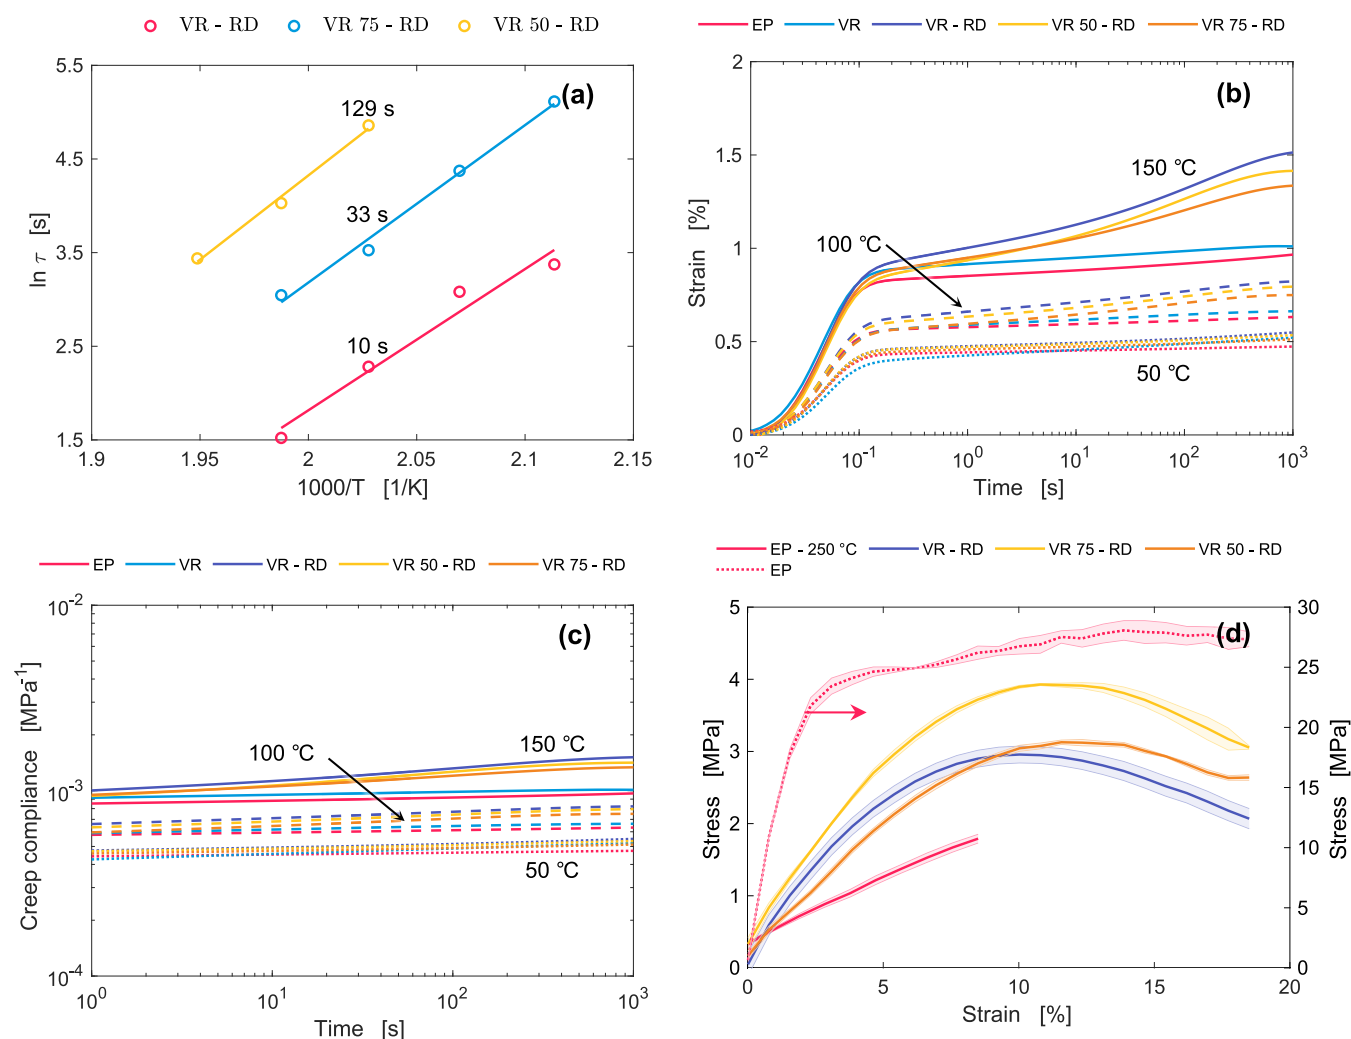 VR - RD VR 75 - RD VR 50 - RD
(a)
5.5
4.5
3.5
2.5
1.5
ln τ [s]
129 s
33 s
10 s
1.9 1.95 2 2.05 2.1 2.15
1000/T [1/K]
EP VR VR - RD VR 50 - RD VR 75 - RD
(b)
2
1.5
1
0.5
0
Strain [%]
150 °C
100 °C
50 °C
10⁻² 10⁻¹ 10⁰ 10¹ 10² 10³
Time [s]
EP VR VR - RD VR 50 - RD VR 75 - RD
(c)
10⁻²
10⁻³
10⁻⁴
Creep compliance [MPa⁻¹]
150 °C
100 °C
50 °C
10⁰ 10¹ 10² 10³
Time [s]
EP - 250 °C VR - RD VR 75 - RD VR 50 - RD
EP
(d)
5
4
3
2
1
0
Stress [MPa]
30
25
20
15
10
5
0
Stress [MPa]
0 5 10 15 20
Strain [%]